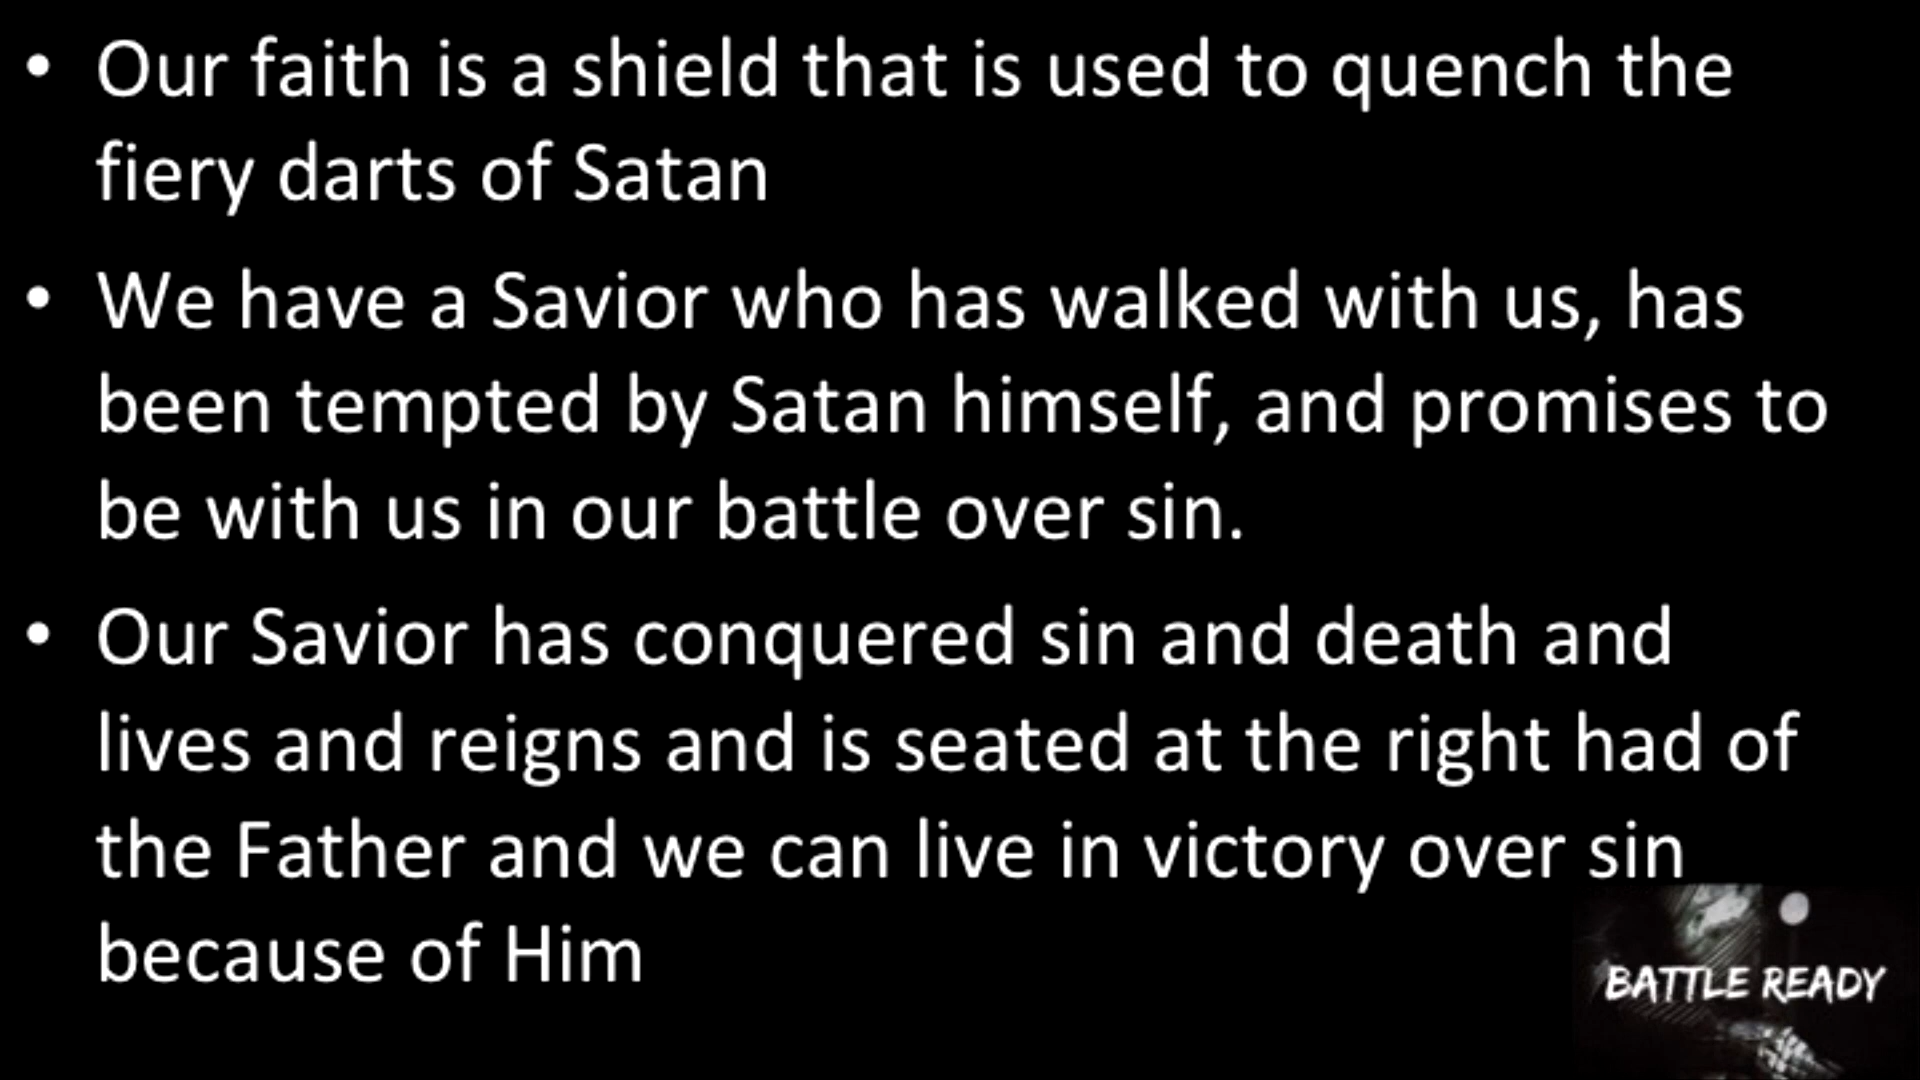 • Our faith is a shield that is used to quench the
fiery darts of Satan
• We have a Savior who has walked with us, has
been tempted by Satan himself, and promises to
be with us in our battle over sin.
• Our Savior has conquered sin and death and
lives and reigns and is seated at the right had of
the Father and we can live in victory over sin
because of Him
BATTLE READY